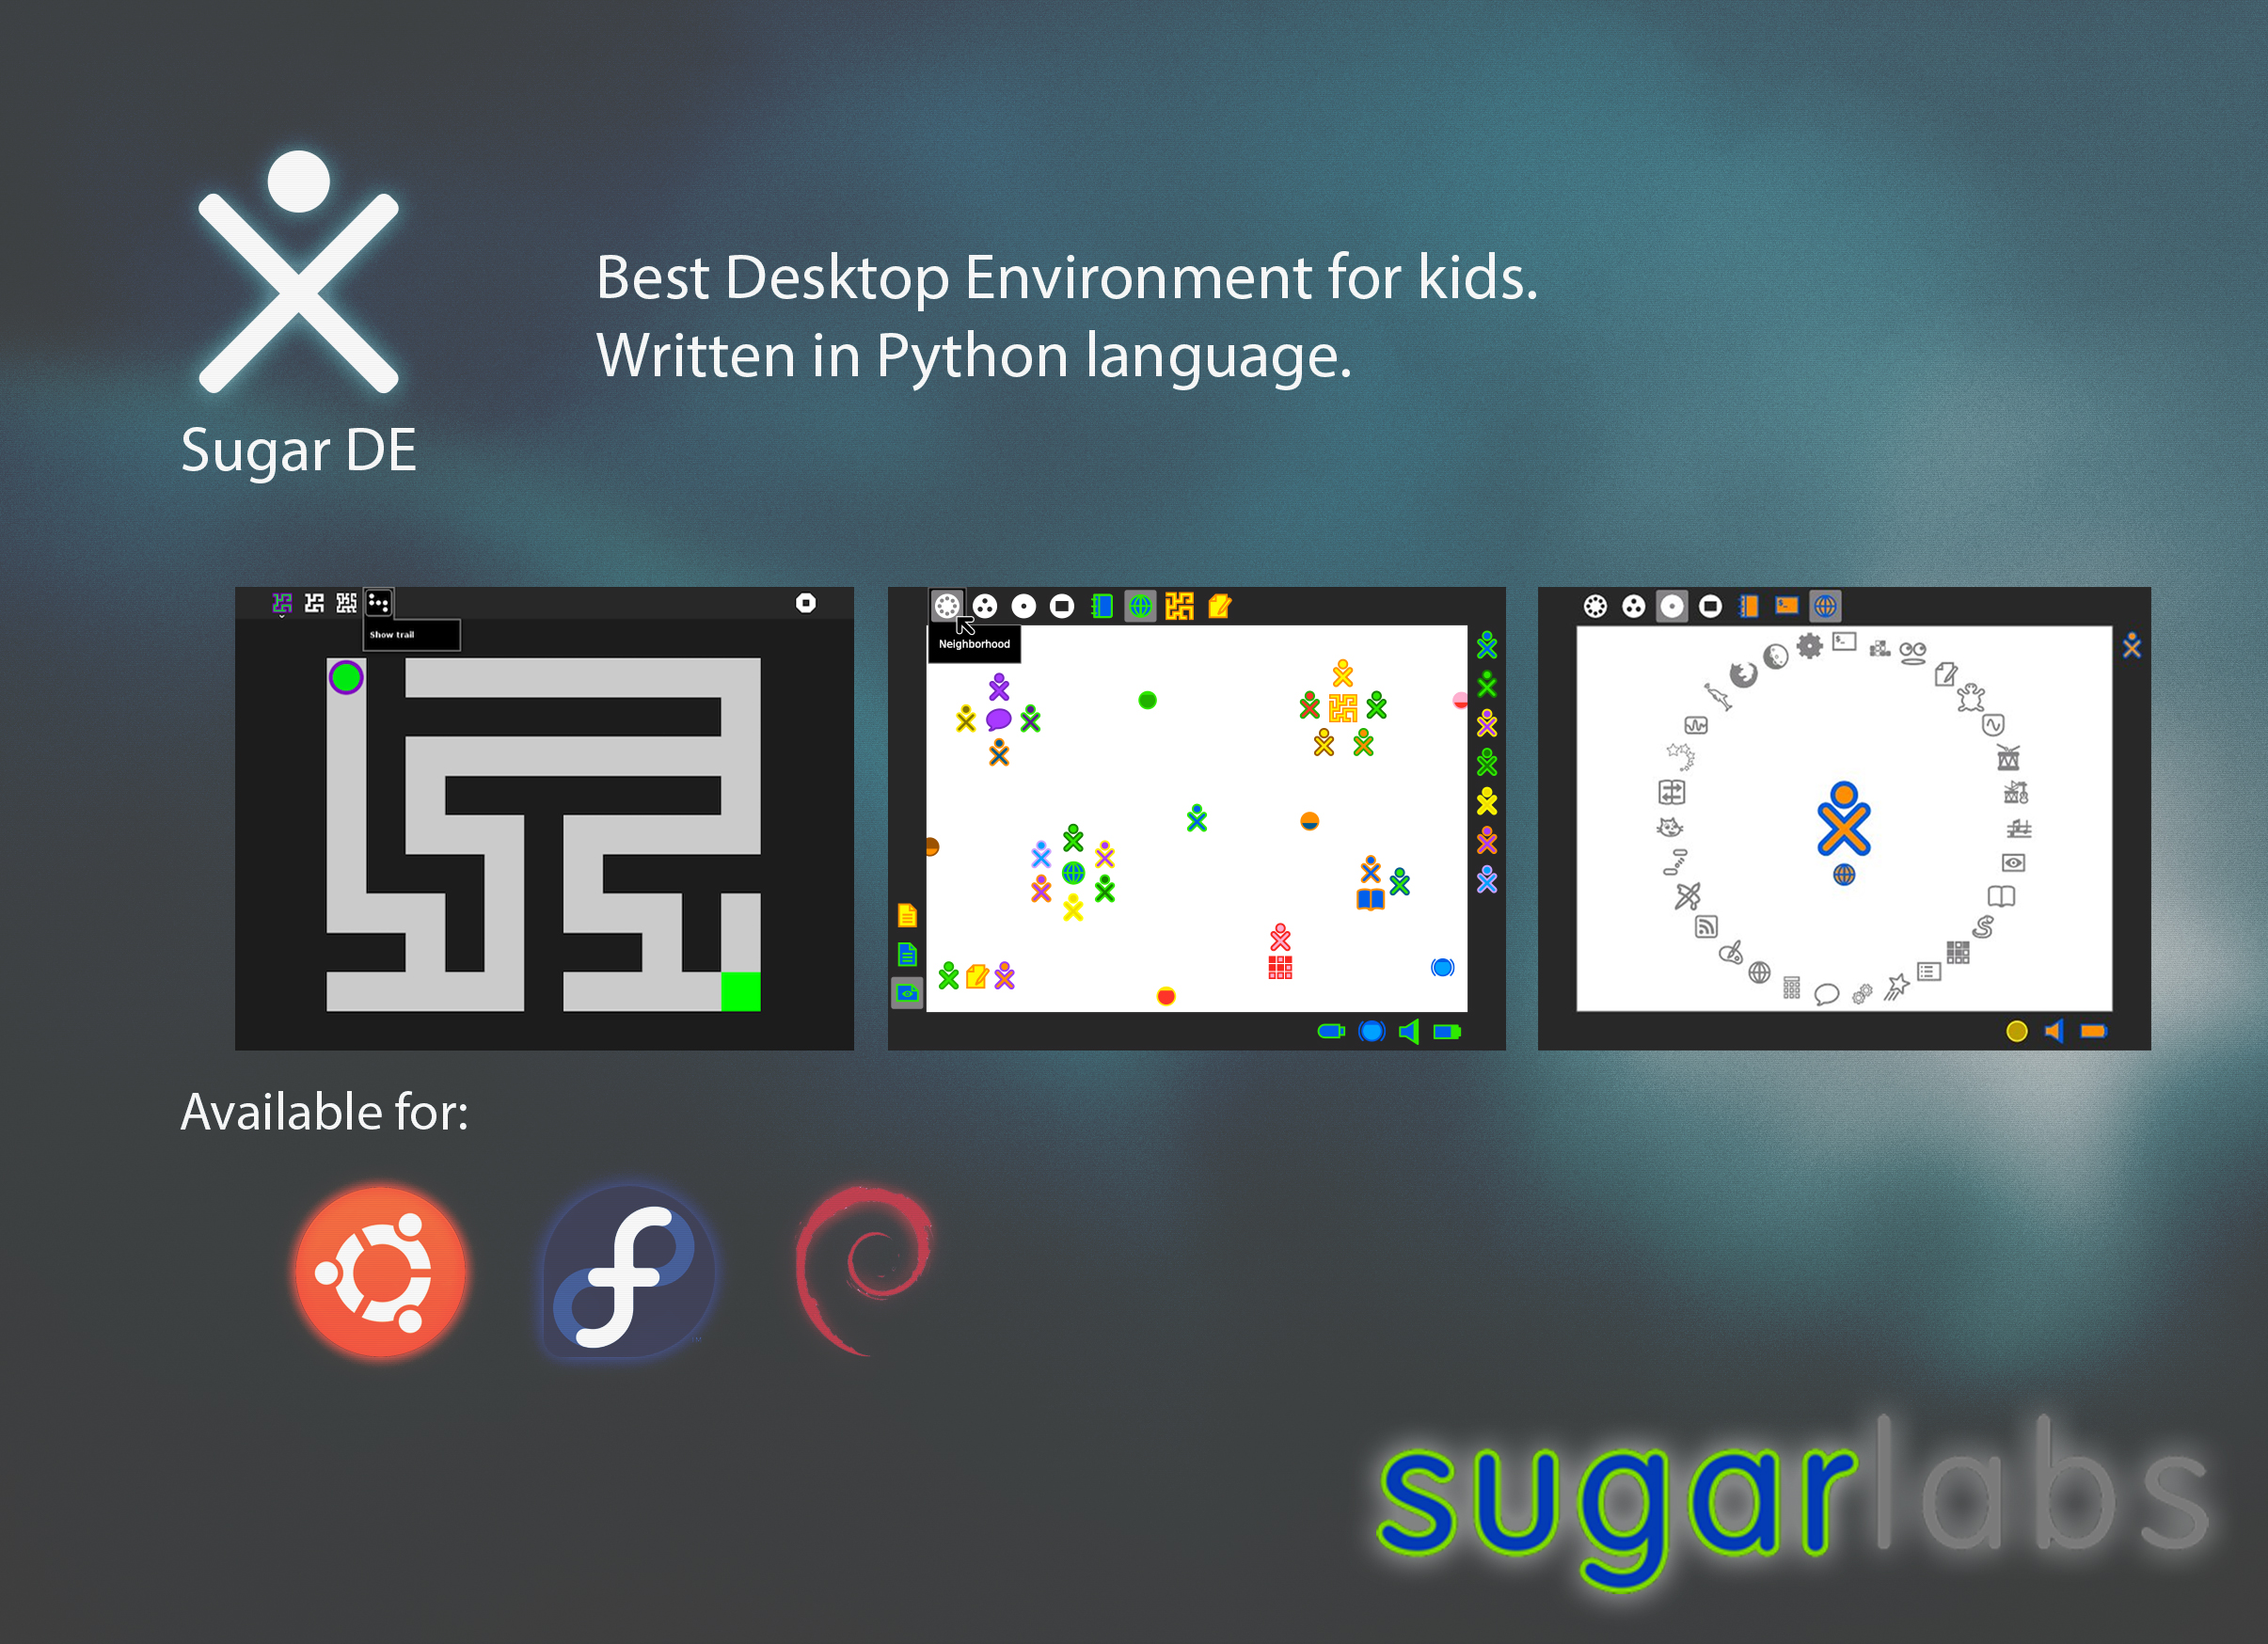 Best Desktop Environment for kids.
Written in Python language.
Sugar DE
Show trail
Neighborhood
Available for:
sugarlabs